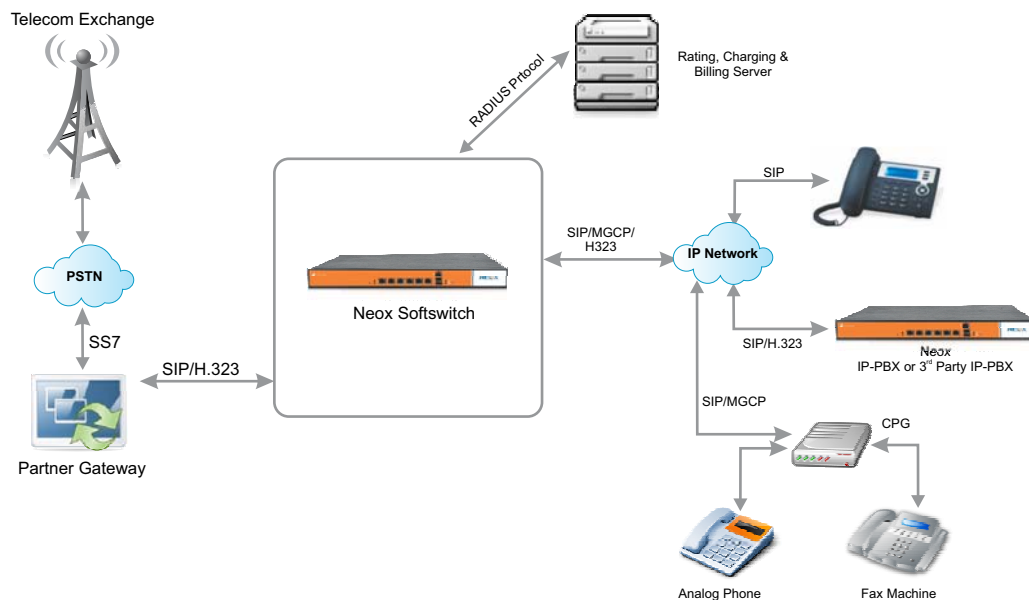 Telecom Exchange
Rating, Charging &
Billing Server
RADIUS Prtocol
SIP
SIP/MGCP/
H323
PSTN
IP Network
Neox Softswitch
SS7
SIP/H.323
SIP/H.323
Neox
IP-PBX or 3rd Party IP-PBX
Partner Gateway
SIP/MGCP
CPG
Analog Phone
Fax Machine